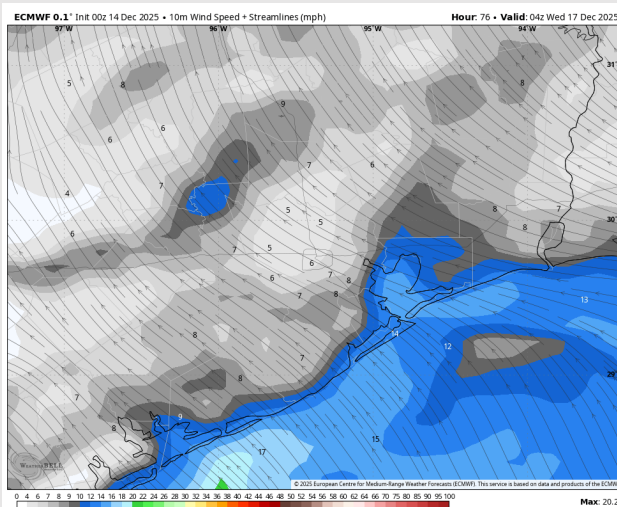 ECMWF 0.1° Init 00z 14 Dec 2025 • 10m Wind Speed + Streamlines (mph) Hour: 76 • Valid: 04z Wed 17 Dec 2025
97°W 96°W 95°W 94°W
31°
5 8 8
9
6
6 7 6
4 7
5 8 7 30°
5 8
6
7 5
6 7
6 8
7 8 13
8 14
12
7
8 29°
7
9
8
15
17
WeatherBELL
© 2025 European Centre for Medium-Range Weather Forecasts (ECMWF). This service is based on data and products of the ECMW
0 4 6 7 8 9 10 12 14 16 18 20 22 24 26 28 30 32 34 36 38 40 42 44 46 48 50 52 54 56 58 60 62 64 66 68 70 75 80 85 90 95 100
Max: 20.2